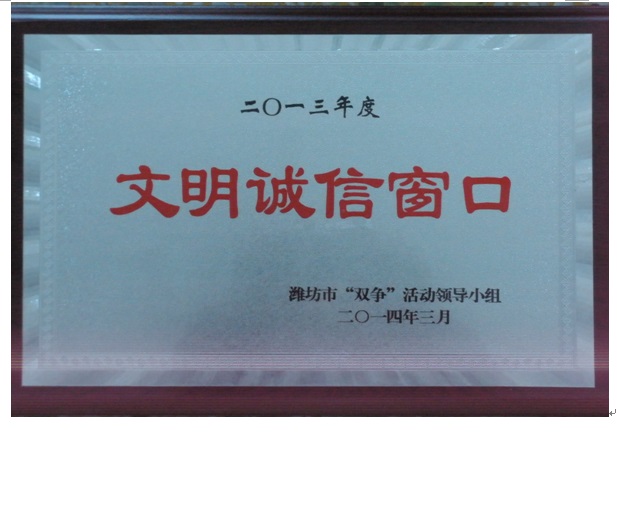 二〇一三年度
文明诚信窗口
潍坊市“双争”活动领导小组
二〇一四年三月